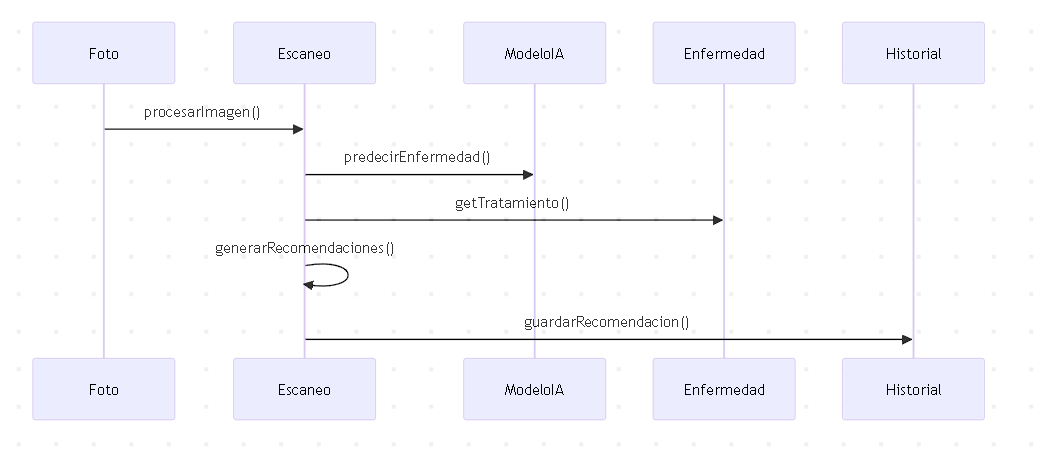 Foto
Escaneo
ModeloIA
Enfermedad
Historial
procesarImagen()
predecirEnfermedad()
getTratamiento()
generarRecomendaciones()
guardarRecomendacion()
Foto
Escaneo
ModeloIA
Enfermedad
Historial